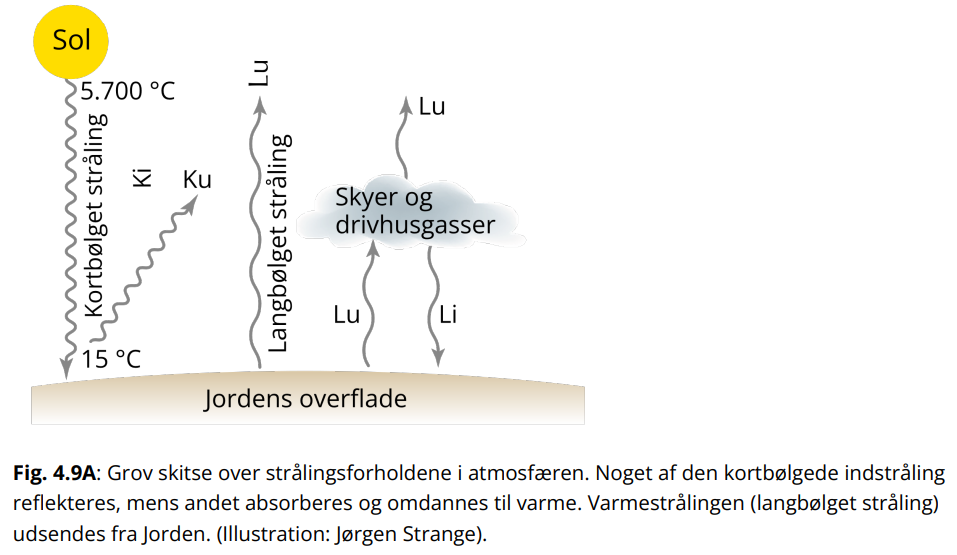 Sol
5.700 °C
Kortbølget stråling
Ki
Ku
15 °C
Lu
Langbølget stråling
Lu
Skyer og
drivhusgasser
Lu
Li
Jordens overflade
Fig. 4.9A: Grov skitse over strålingsforholdene i atmosfæren. Noget af den kortbølgede indstråling
reflekteres, mens andet absorberes og omdannes til varme. Varmestrålingen (langbølget stråling)
udsendes fra Jorden. (Illustration: Jørgen Strange).